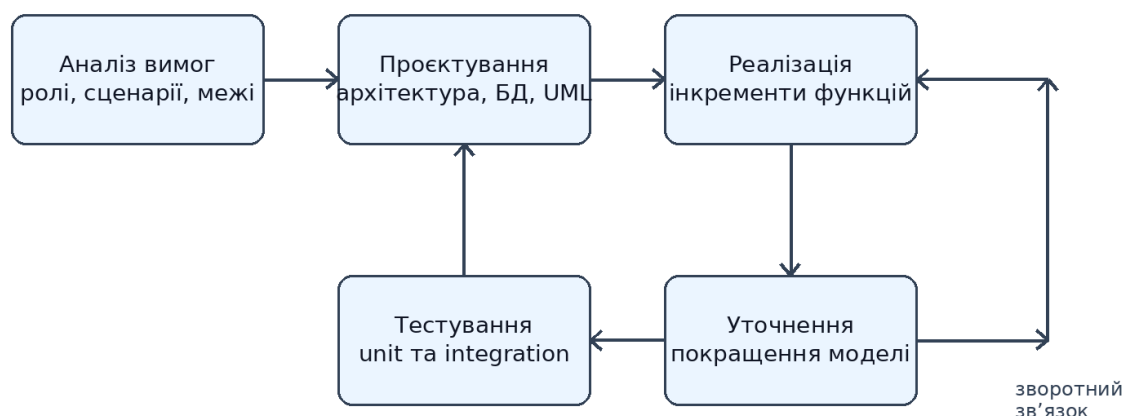 Аналіз вимог
ролі, сценарії, межі
Проєктування
архітектура, БД, UML
Реалізація
інкременти функцій
Тестування
unit та integration
Уточнення
покращення моделі
зворотний
зв’язок